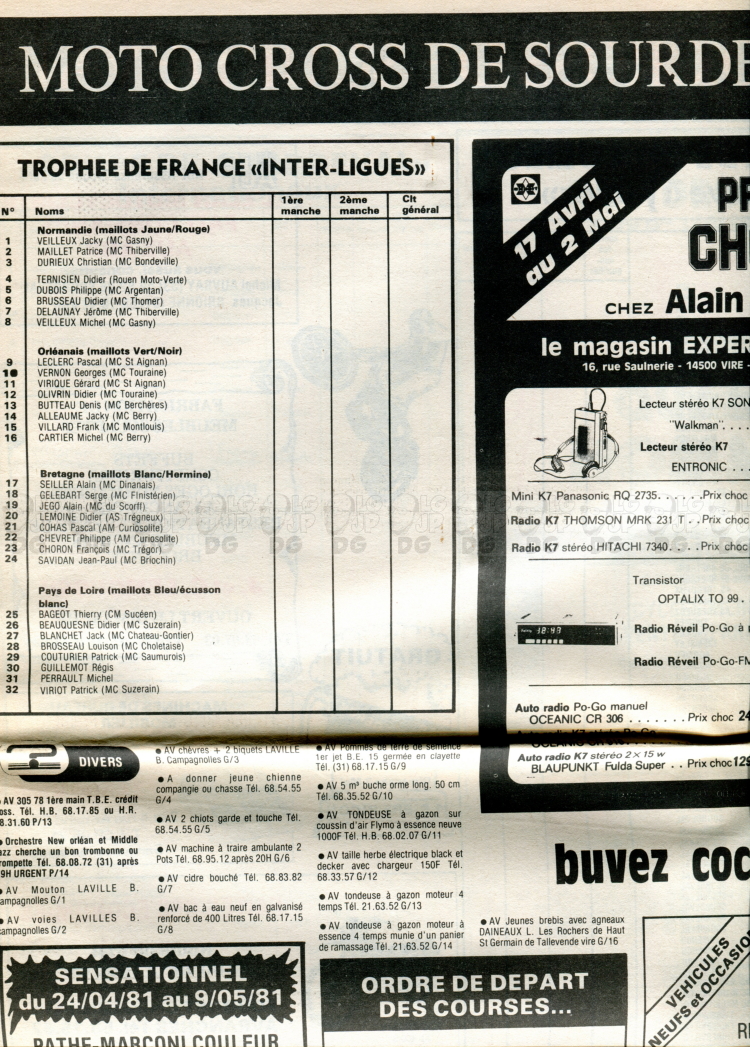 MOTO CROSS DE SOURDE
TROPHEE DE FRANCE «INTER-LIGUES»
N° Noms 1ère manche 2ème manche Clt général
Normandie (maillots Jaune/Rouge)
1 VEILLEUX Jacky (MC Gasny)
2 MAILLET Patrice (MC Thiberville)
3 DURIEUX Christian (MC Bondeville)
4 TERNISIEN Didier (Rouen Moto-Verte)
5 DUBOIS Philippe (MC Argentan)
6 BRUSSEAU Didier (MC Thomer)
7 DELAUNAY Jérôme (MC Thiberville)
8 VEILLEUX Michel (MC Gasny)
Orléanais (maillots Vert/Noir)
9 LECLERC Pascal (MC St Aignan)
10 VERNON Georges (MC Touraine)
11 VIRIQUE Gérard (MC St Aignan)
12 OLIVRIN Didier (MC Touraine)
13 BUTTEAU Denis (MC Berchères)
14 ALLEAUME Jacky (MC Berry)
15 VILLARD Frank (MC Montlouis)
16 CARTIER Michel (MC Berry)
Bretagne (maillots Blanc/Hermine)
17 SEILLER Alain (MC Dinanais)
18 GELEBART Serge (MC Finistérien)
19 JEGO Alain (MC du Scorff)
20 LEMOINE Didier (AS Trégneux)
21 COHAS Pascal (AM Curiosolite)
22 CHEVRET Philippe (AM Curiosolite)
23 CHORON François (MC Trégor)
24 SAVIDAN Jean-Paul (MC Briochin)
Pays de Loire (maillots Bleu/écusson
blanc)
25 BAGEOT Thierry (CM Sucéen)
26 BEAUQUESNE Didier (MC Suzerain)
27 BLANCHET Jack (MC Chateau-Gontier)
28 BROSSEAU Louison (MC Choletaise)
29 COUTURIER Patrick (MC Saumurois)
30 GUILLEMOT Régis
31 PERRAULT Michel
32 VIRIOT Patrick (MC Suzerain)
17 Avril
au 2 Mai
PR
CH
CHEZ Alain
le magasin EXPER
16, rue Saulnerie - 14500 VIRE -
Lecteur stéréo K7 SON
"Walkman". . . .
Lecteur stéréo K7
ENTRONIC . . .
Mini K7 Panasonic RQ 2735. . . . . .Prix choc
Radio K7 THOMSON MRK 231 T . .Prix choc
Radio K7 stéréo HITACHI 7340. . . .Prix choc
Transistor
OPTALIX TO 99 .
Radio Réveil Po-Go à
Radio Réveil Po-Go-FM
Auto radio Po-Go manuel
OCEANIC CR 306 . . . . . . . Prix choc 24
Auto radio K7 stéréo 2 × 15 w
BLAUPUNKT Fulda Super . . Prix choc 129
DIVERS
AV 305 78 1ère main T.B.E. crédit
oss. Tél. H.B. 68.17.85 ou H.R.
8.31.60 P/13
● Orchestre New orléan et Middle
azz cherche un bon trombonne ou
rompette Tél. 68.08.72 (31) après
9H URGENT P/14
● AV Mouton LAVILLE B.
ampagnolles G/1
● AV voies LAVILLES B.
ampagnolles G/2
● AV chèvres + 2 biquets LAVILLE
B. Campagnolles G/3
● A donner jeune chienne
compangie ou chasse Tél. 68.54.55
G/4
● AV 2 chiots garde et touche Tél.
68.54.55 G/5
● AV machine à traire ambulante 2
Pots Tél. 68.95.12 après 20H G/6
● AV cidre bouché Tél. 68.83.82
G/7
● AV bac à eau neuf en galvanisé
renforcé de 400 Litres Tél. 68.17.15
G/8
● AV Pommes de terre de semence
1er jet B.E. 15 germée en clayette
Tél. (31) 68.17.15 G/9
● AV 5 m³ buche orme long. 50 cm
Tél. 68.35.52 G/10
● AV TONDEUSE à gazon sur
coussin d'air Flymo à essence neuve
1000F Tél. H.B. 68.02.07 G/11
● AV taille herbe électrique black et
decker avec chargeur 150F Tél.
68.33.57 G/12
● AV tondeuse à gazon moteur 4
temps Tél. 21.63.52 G/13
● AV tondeuse à gazon moteur à
essence 4 temps munie d'un panier
de ramassage Tél. 21.63.52 G/14
buvez coc
● AV Jeunes brebis avec agneaux
DAINEAUX L. Les Rochers de Haut
St Germain de Tallevende vire G/16
SENSATIONNEL
du 24/04/81 au 9/05/81
PATHE-MARCONI COULEUR
ORDRE DE DEPART
DES COURSES...
VEHICULES
NEUFS et OCCASIO